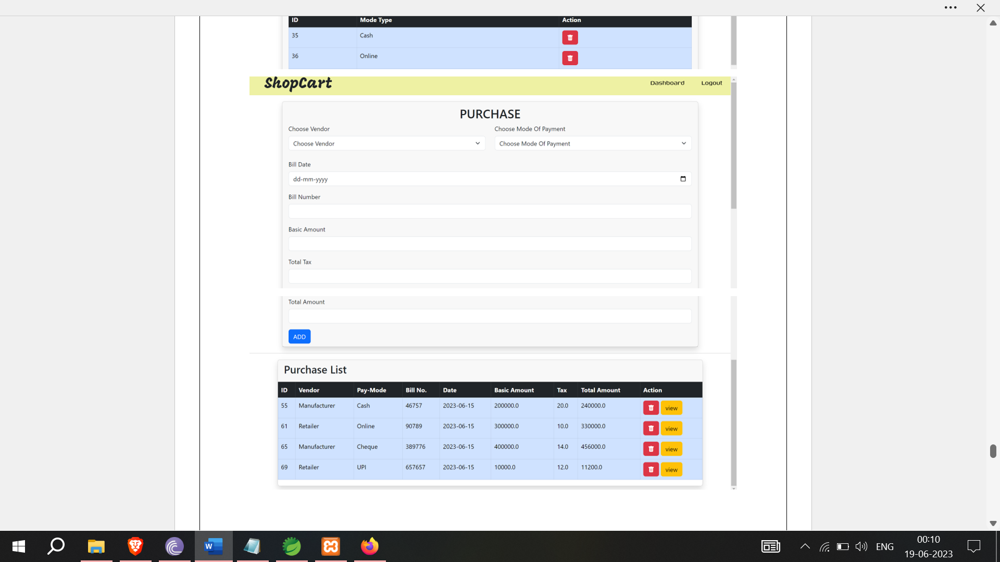 ID Mode Type Action
35 Cash
36 Online
ShopCart Dashboard Logout
PURCHASE
Choose Vendor Choose Mode Of Payment
Choose Vendor Choose Mode Of Payment
Bill Date
dd-mm-yyyy
Bill Number
Basic Amount
Total Tax
Total Amount
ADD
Purchase List
ID Vendor Pay-Mode Bill No. Date Basic Amount Tax Total Amount Action
55 Manufacturer Cash 46757 2023-06-15 200000.0 20.0 240000.0 view
61 Retailer Online 90789 2023-06-15 300000.0 10.0 330000.0 view
65 Manufacturer Cheque 389776 2023-06-15 400000.0 14.0 456000.0 view
69 Retailer UPI 657657 2023-06-15 10000.0 12.0 11200.0 view
W ENG 00:10
19-06-2023